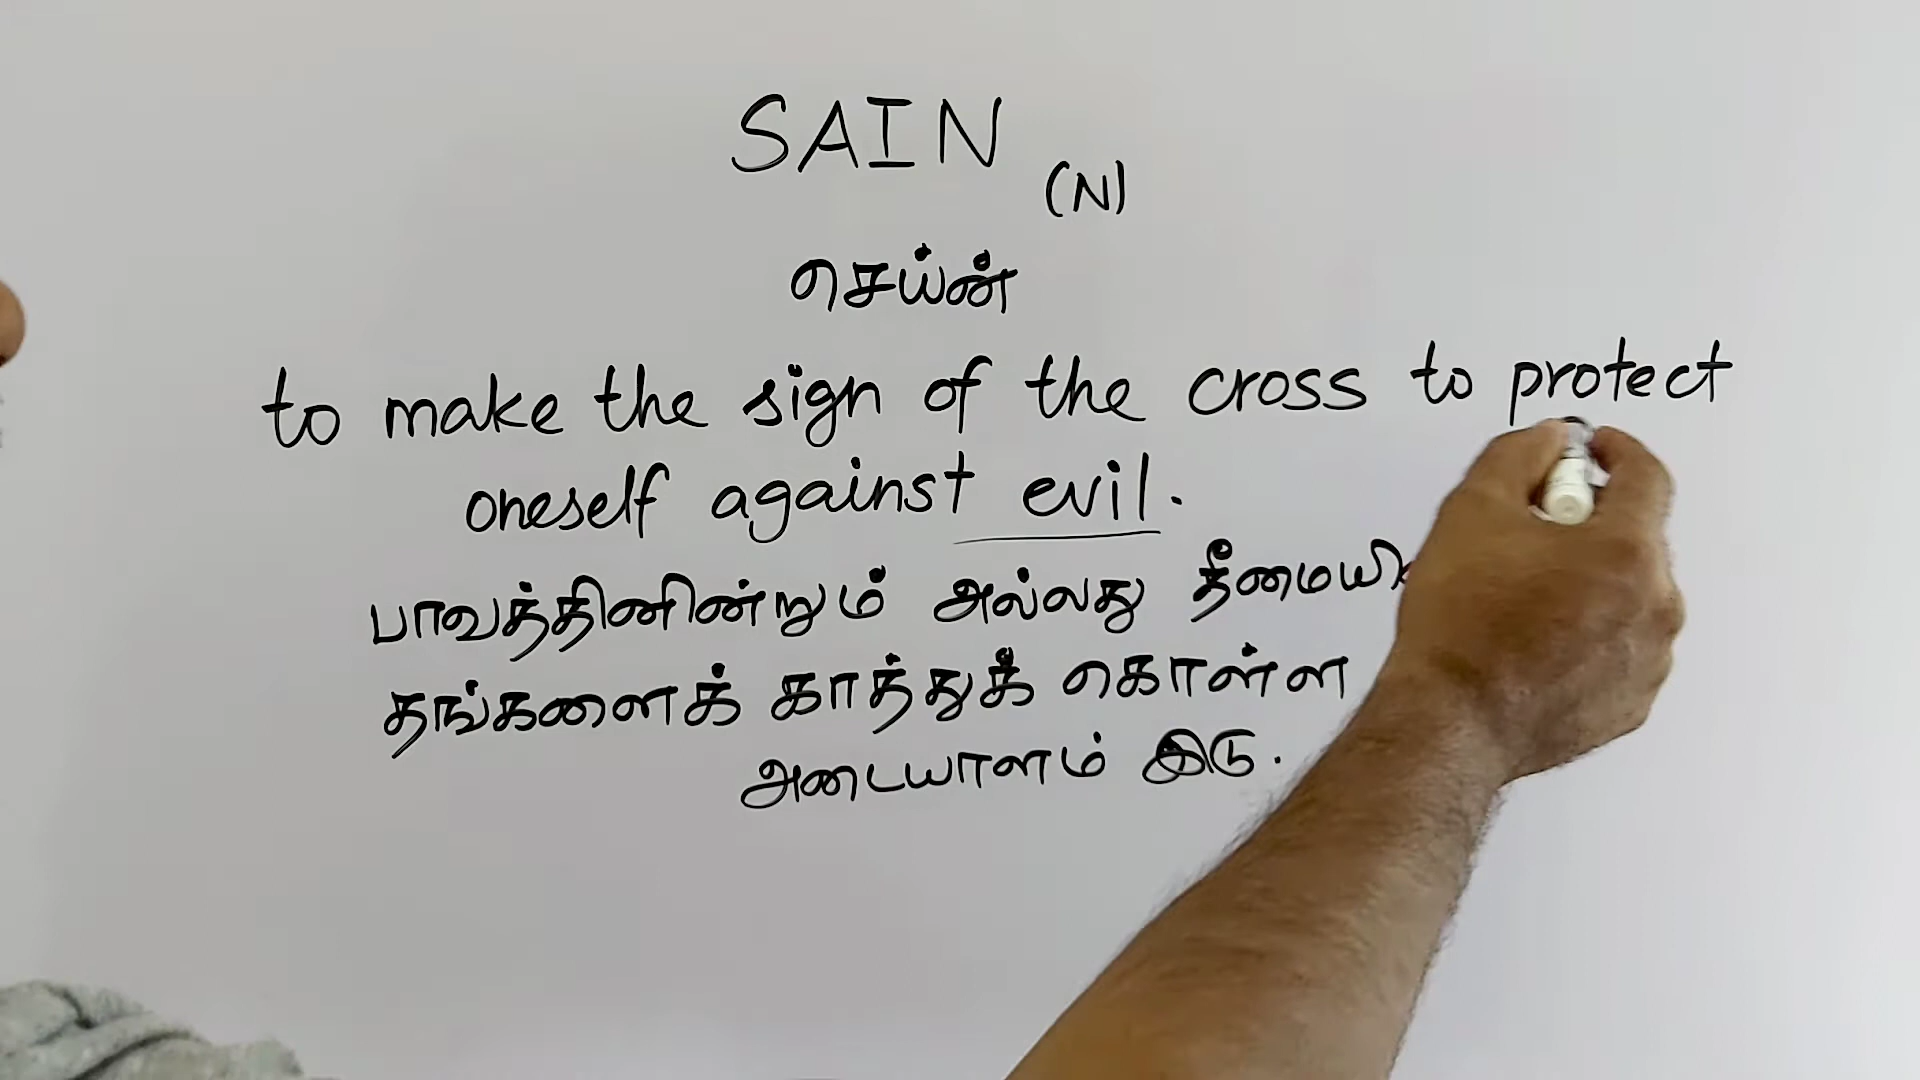 SAIN
(N)
செய்ன்
to make the sign of the cross to protect
oneself against evil.
பாவத்தினின்றும் அல்லது
தங்களைக் காத்துக் கொள்ள
அடையாளம் இடு.